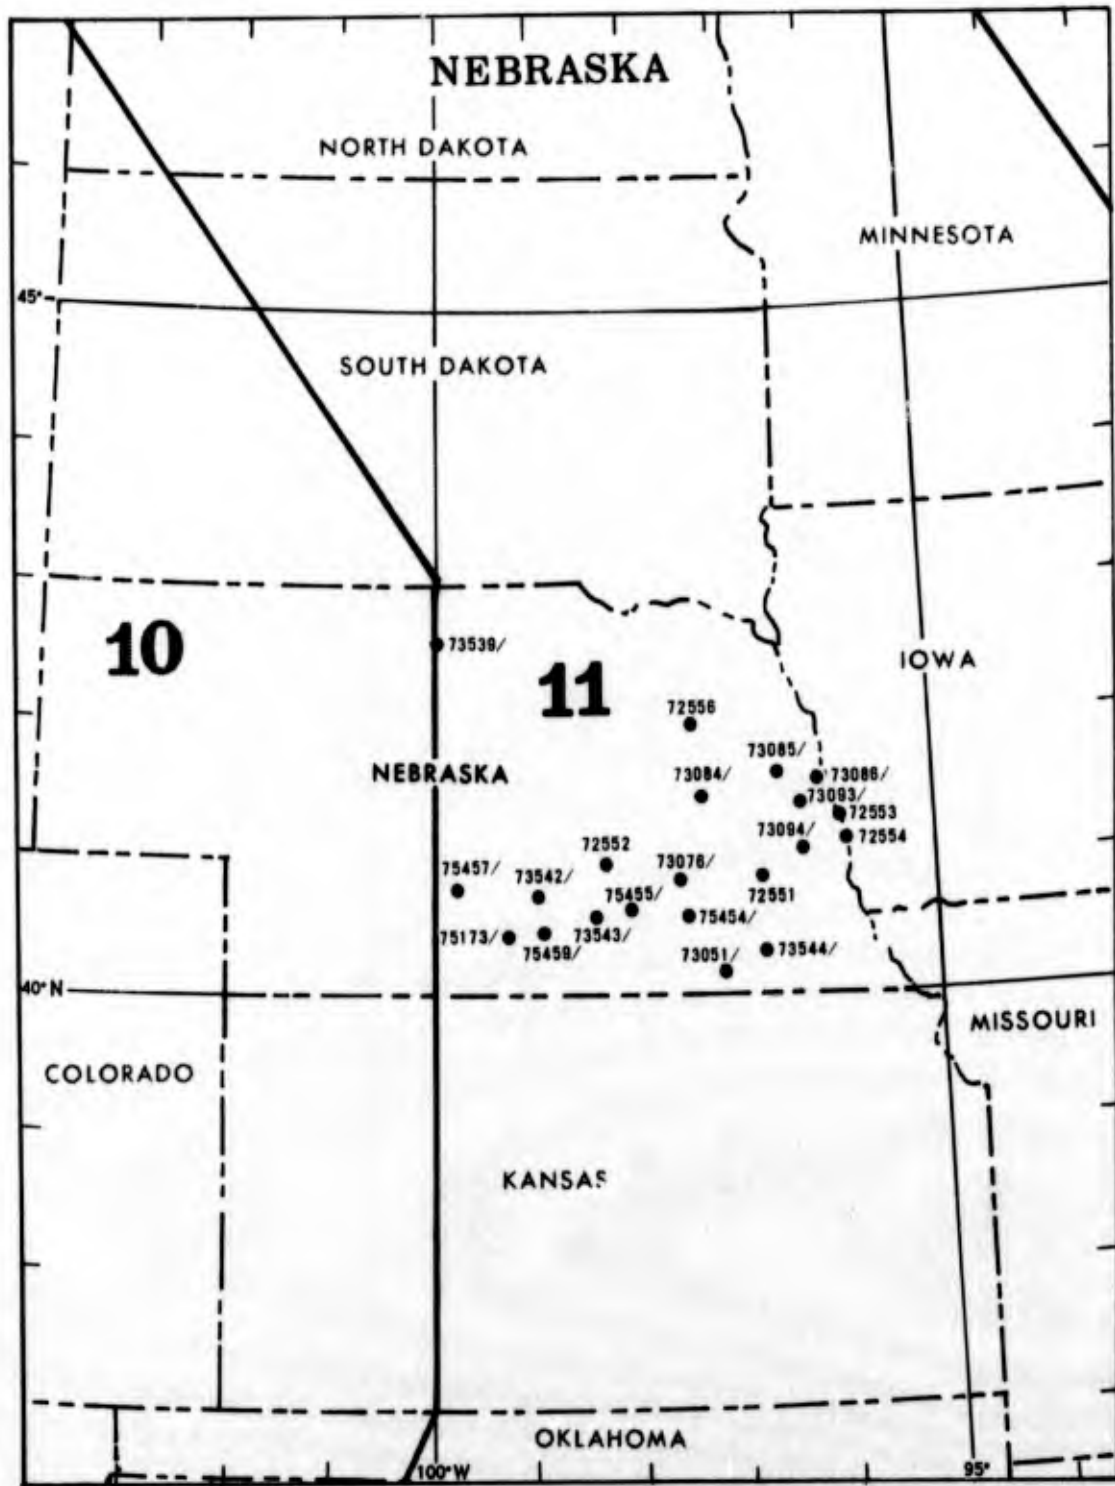 NEBRASKA
NORTH DAKOTA
MINNESOTA
45°
SOUTH DAKOTA
10
73539/
11
IOWA
72556
NEBRASKA
73085/
73084/
73086/
73093/
72553
73094/
72554
72552
75457/
73542/
73076/
75455/
72551
75173/
75459/
73543/
75454/
73051/
73544/
40° N
MISSOURI
COLORADO
KANSAS
OKLAHOMA
100° W
95°